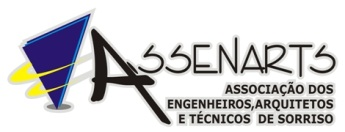 ASSENARTS
ASSOCIAÇÃO DOS
ENGENHEIROS,ARQUITETOS
E TÉCNICOS DE SORRISO